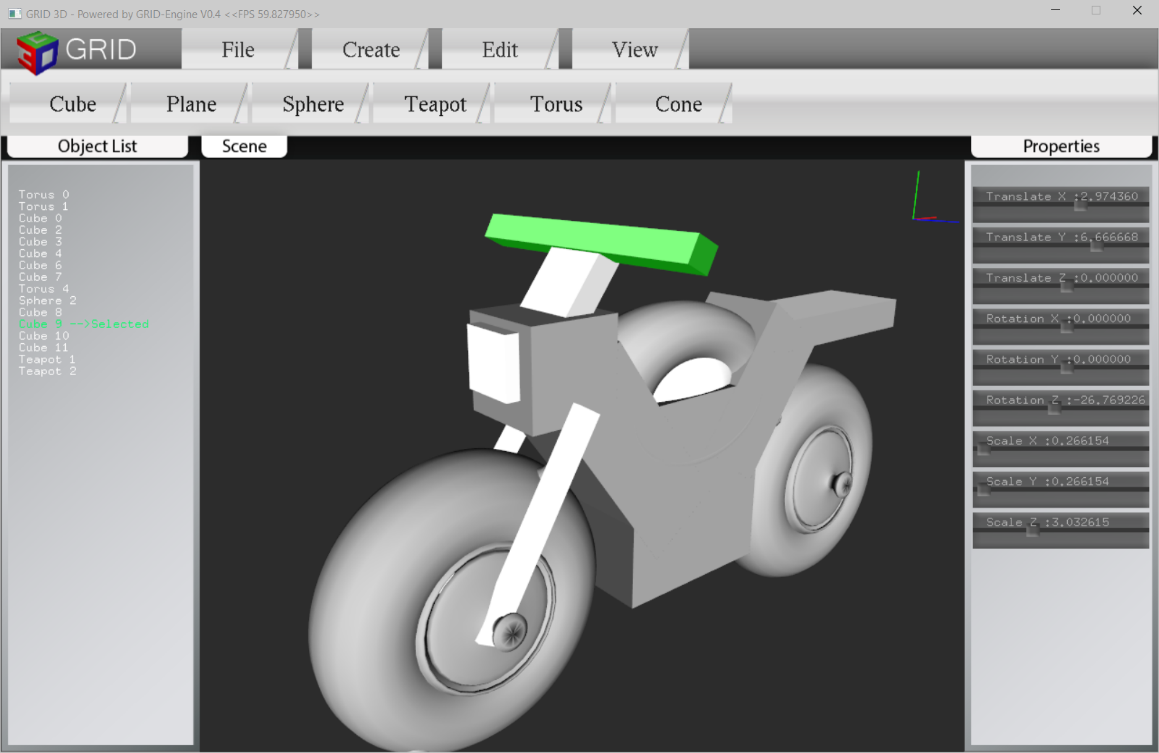 GRID 3D - Powered by GRID-Engine V0.4 <<FPS 59.827950>>
GRID
File
Create
Edit
View
Cube
Plane
Sphere
Teapot
Torus
Cone
Object List
Scene
Properties
Torus 0
Torus 1
Cube 0
Cube 2
Cube 3
Cube 4
Cube 6
Cube 7
Torus 4
Sphere 2
Cube 8
Cube 9 -->Selected
Cube 10
Cube 11
Teapot 1
Teapot 2
Translate X :2.974360
Translate Y :6.666668
Translate Z :0.000000
Rotation X :0.000000
Rotation Y :0.000000
Rotation Z :-26.769226
Scale X :0.266154
Scale Y :0.266154
Scale Z :3.032615